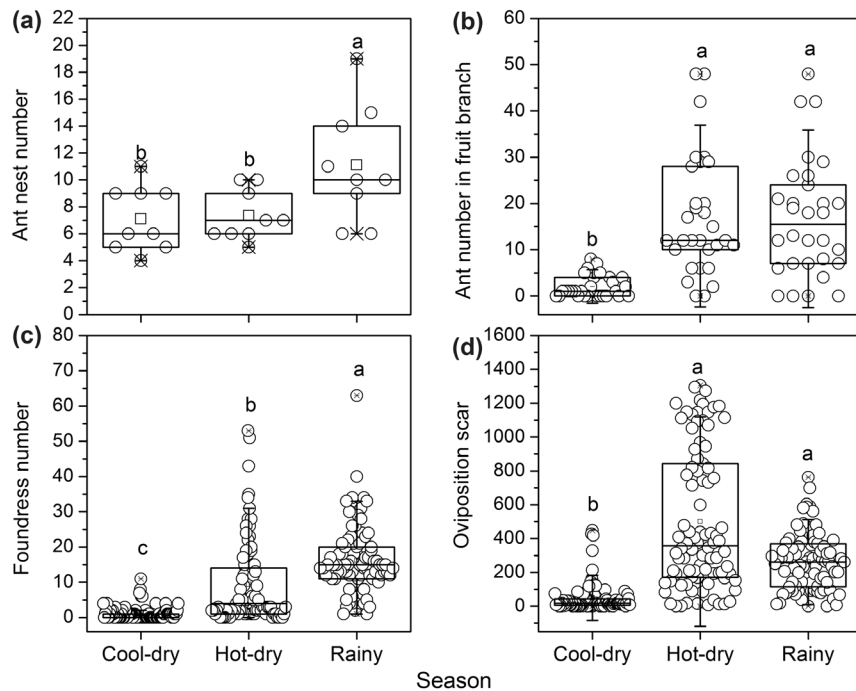 (a)
Ant nest number
22
20
18
16
14
12
10
8
6
4
2
0
b
b
a
(b)
Ant number in fruit branch
60
50
40
30
20
10
0
b
a
a
(c)
Foundress number
80
70
60
50
40
30
20
10
0
c
b
a
Cool-dry Hot-dry Rainy
(d)
Oviposition scar
1600
1400
1200
1000
800
600
400
200
0
b
a
a
Cool-dry Hot-dry Rainy
Season